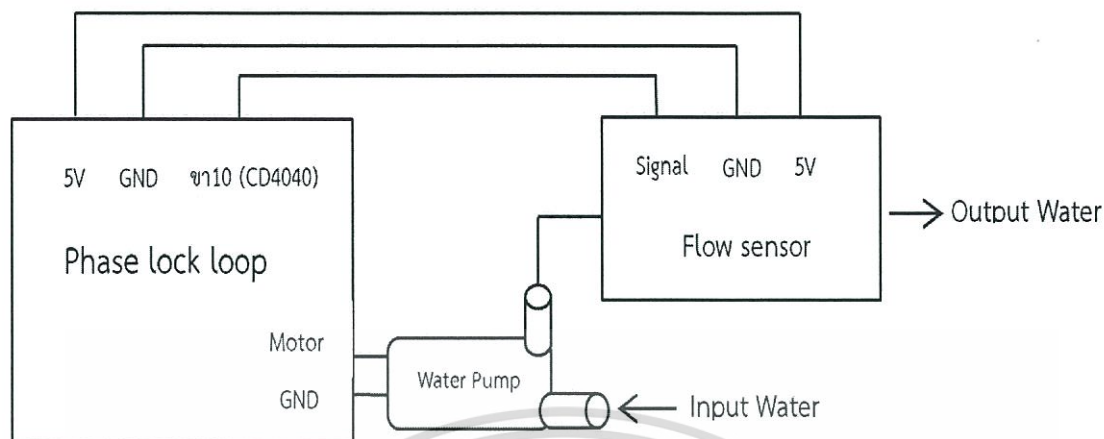 5V GND ขา10 (CD4040)
Phase lock loop
Motor
GND
Water Pump
Input Water
Signal GND 5V
Flow sensor
Output Water